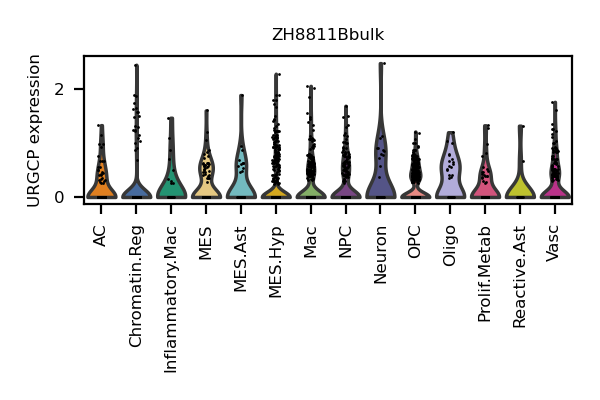 ZH8811Bbulk
URGCP expression
2
0
AC
Chromatin.Reg
Inflammatory.Mac
MES
MES.Ast
MES.Hyp
Mac
NPC
Neuron
OPC
Oligo
Prolif.Metab
Reactive.Ast
Vasc